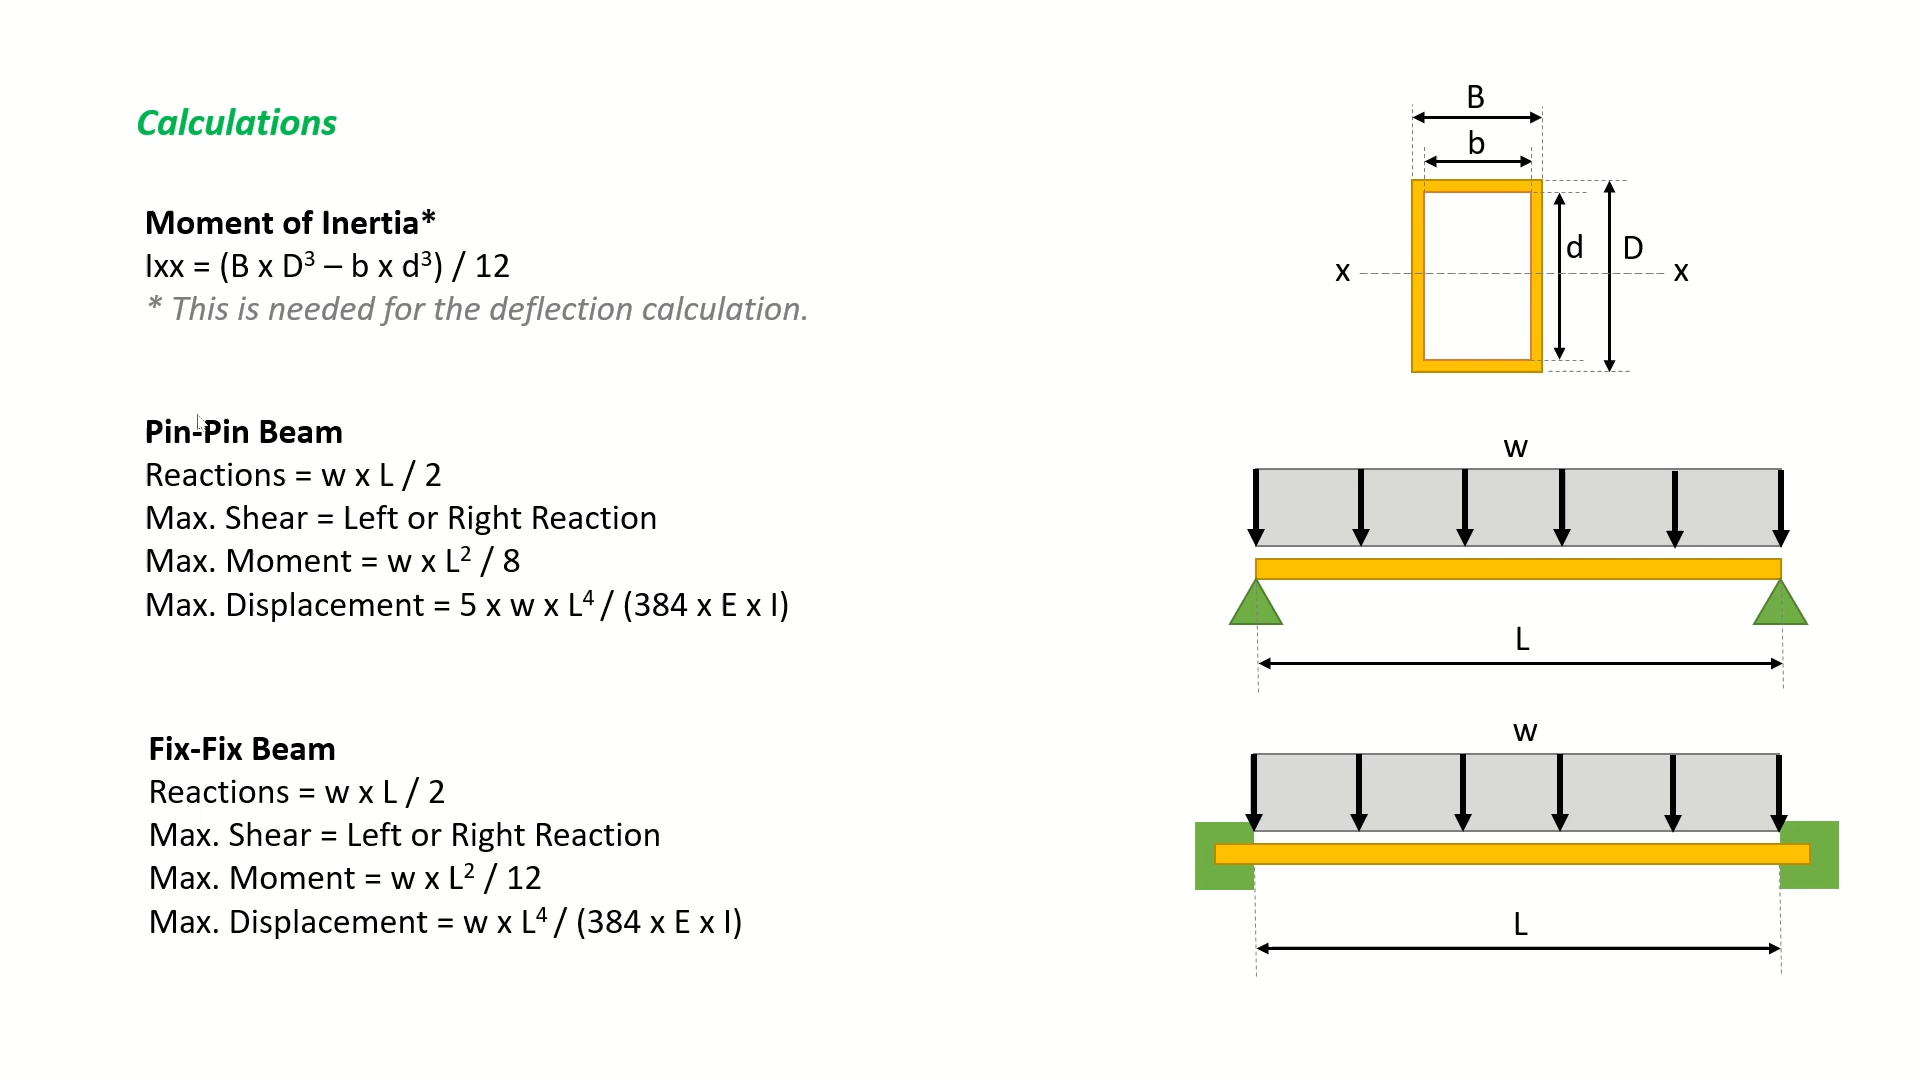 Calculations
Moment of Inertia*
Ixx = (B x D³ – b x d³) / 12
* This is needed for the deflection calculation.
Pin-Pin Beam
Reactions = w x L / 2
Max. Shear = Left or Right Reaction
Max. Moment = w x L² / 8
Max. Displacement = 5 x w x L⁴ / (384 x E x I)
Fix-Fix Beam
Reactions = w x L / 2
Max. Shear = Left or Right Reaction
Max. Moment = w x L² / 12
Max. Displacement = w x L⁴ / (384 x E x I)
B
b
d
D
x
x
w
L
w
L